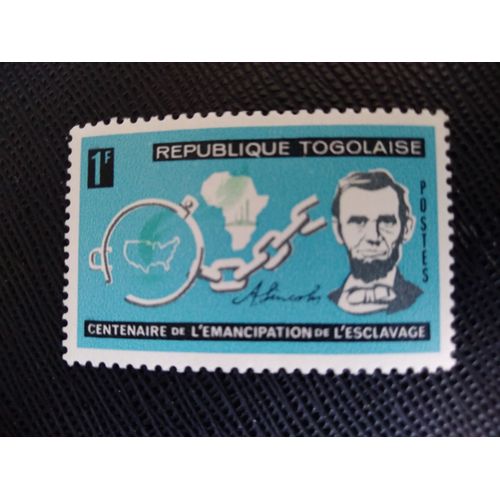 1F
REPUBLIQUE TOGOLAISE
POSTES
A. Lincoln
CENTENAIRE DE L'EMANCIPATION DE L'ESCLAVAGE